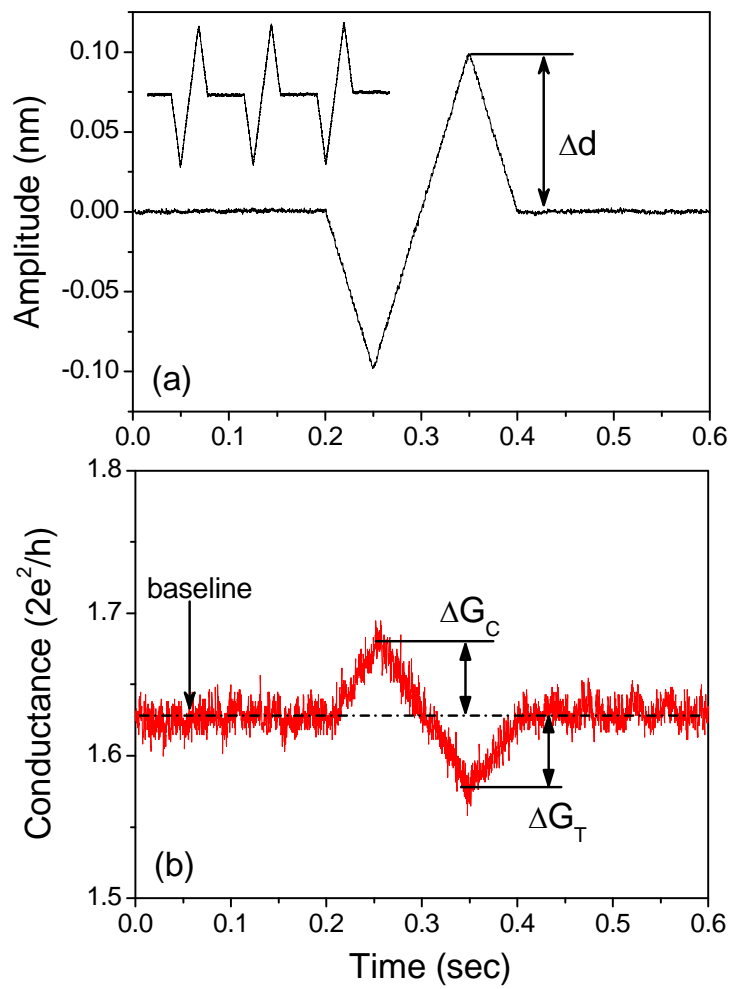 0.10
0.05
0.00
-0.05
-0.10
Amplitude (nm)
Δd
(a)
0.0 0.1 0.2 0.3 0.4 0.5 0.6
1.8
1.7
1.6
1.5
Conductance (2e²/h)
baseline
ΔG_C
ΔG_T
(b)
0.0 0.1 0.2 0.3 0.4 0.5 0.6
Time (sec)